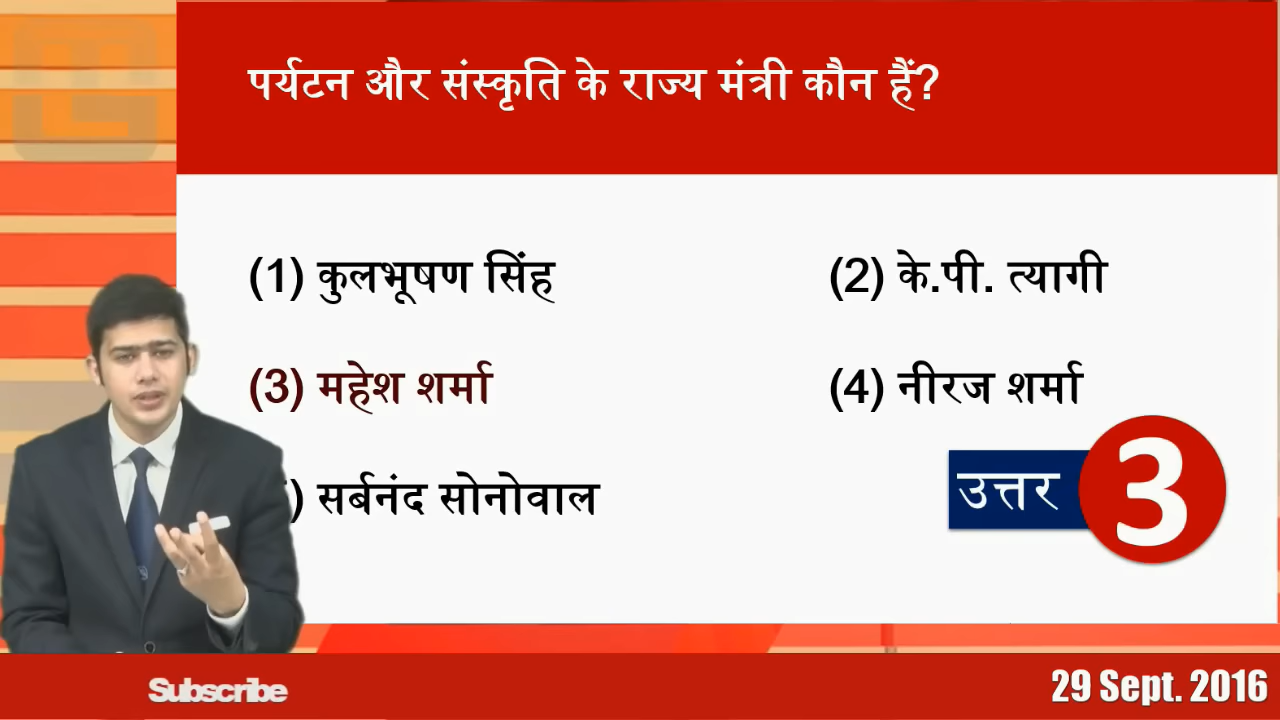 पर्यटन और संस्कृति के राज्य मंत्री कौन हैं?
(1) कुलभूषण सिंह
(2) के.पी. त्यागी
(3) महेश शर्मा
(4) नीरज शर्मा
) सर्बनंद सोनोवाल
उत्तर 3
Subscribe
29 Sept. 2016